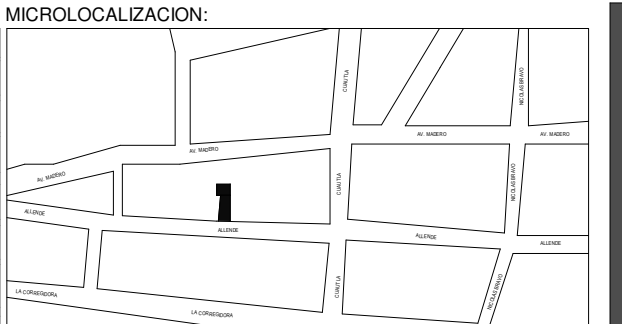 MICROLOCALIZACION:
CUAUTLA
NICOLAS BRAVO
AV. MADERO
AV. MADERO
AV. MADERO
AV. MADERO
CUAUTLA
NICOLAS BRAVO
ALLENDE
ALLENDE
ALLENDE
ALLENDE
CUAUTLA
NICOLAS BRAVO
LA CORREGIDORA
LA CORREGIDORA